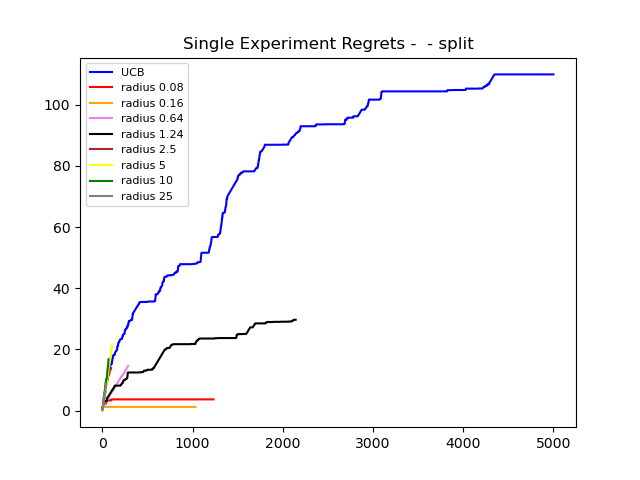 Single Experiment Regrets -  - split
UCB
radius 0.08
radius 0.16
radius 0.64
radius 1.24
radius 2.5
radius 5
radius 10
radius 25
100
80
60
40
20
0
0 1000 2000 3000 4000 5000